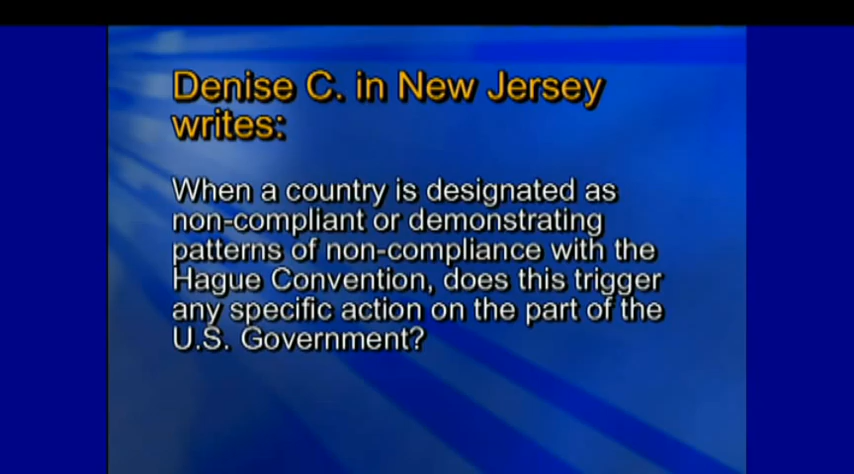 Denise C. in New Jersey
writes:
When a country is designated as
non-compliant or demonstrating
patterns of non-compliance with the
Hague Convention, does this trigger
any specific action on the part of the
U.S. Government?